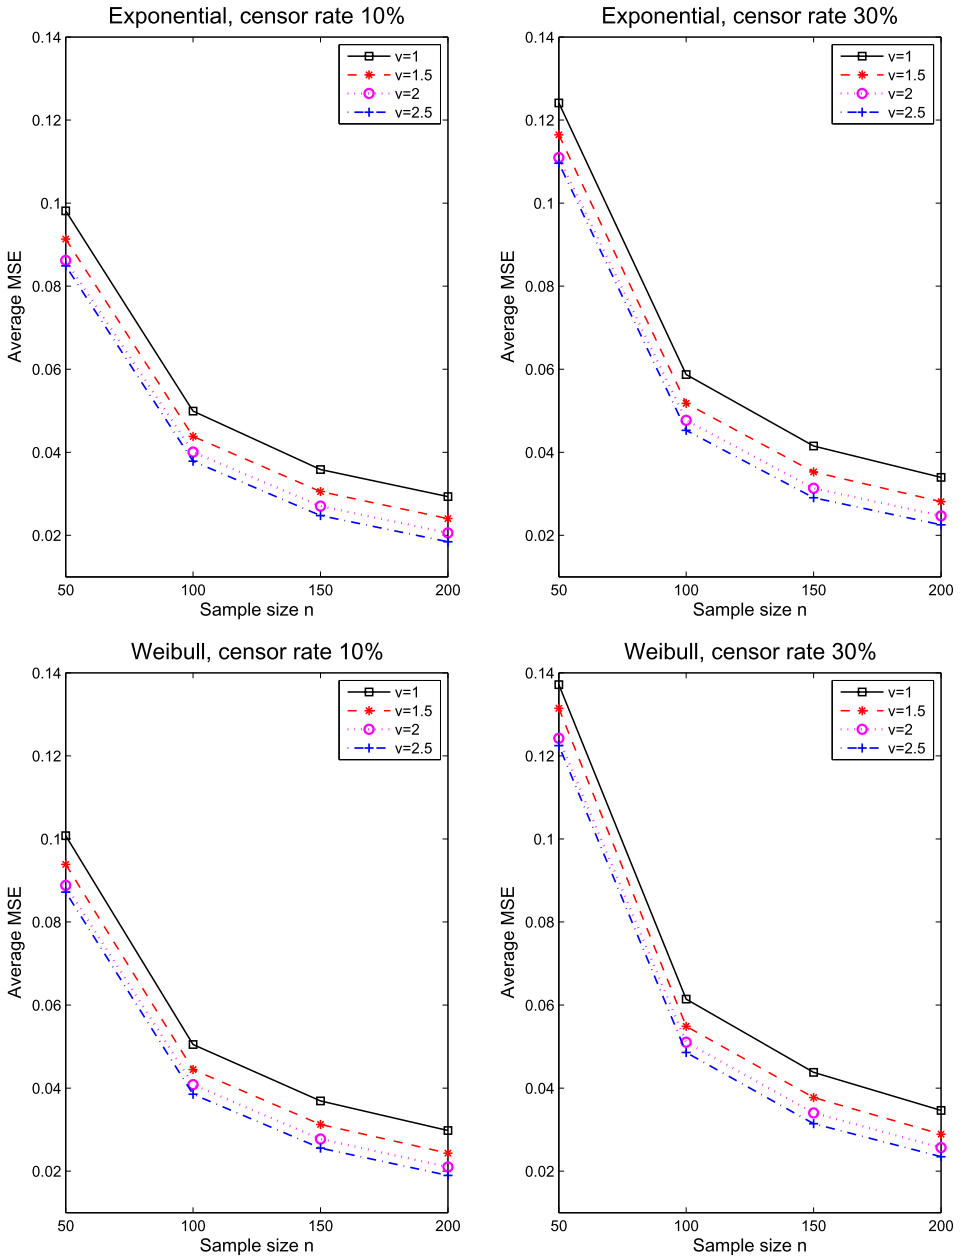 Exponential, censor rate 10%
0.14
0.12
0.1
0.08
0.06
0.04
0.02
Average MSE
v=1
v=1.5
v=2
v=2.5
50 100 150 200
Sample size n
Exponential, censor rate 30%
0.14
0.12
0.1
0.08
0.06
0.04
0.02
Average MSE
v=1
v=1.5
v=2
v=2.5
50 100 150 200
Sample size n
Weibull, censor rate 10%
0.14
0.12
0.1
0.08
0.06
0.04
0.02
Average MSE
v=1
v=1.5
v=2
v=2.5
50 100 150 200
Sample size n
Weibull, censor rate 30%
0.14
0.12
0.1
0.08
0.06
0.04
0.02
Average MSE
v=1
v=1.5
v=2
v=2.5
50 100 150 200
Sample size n